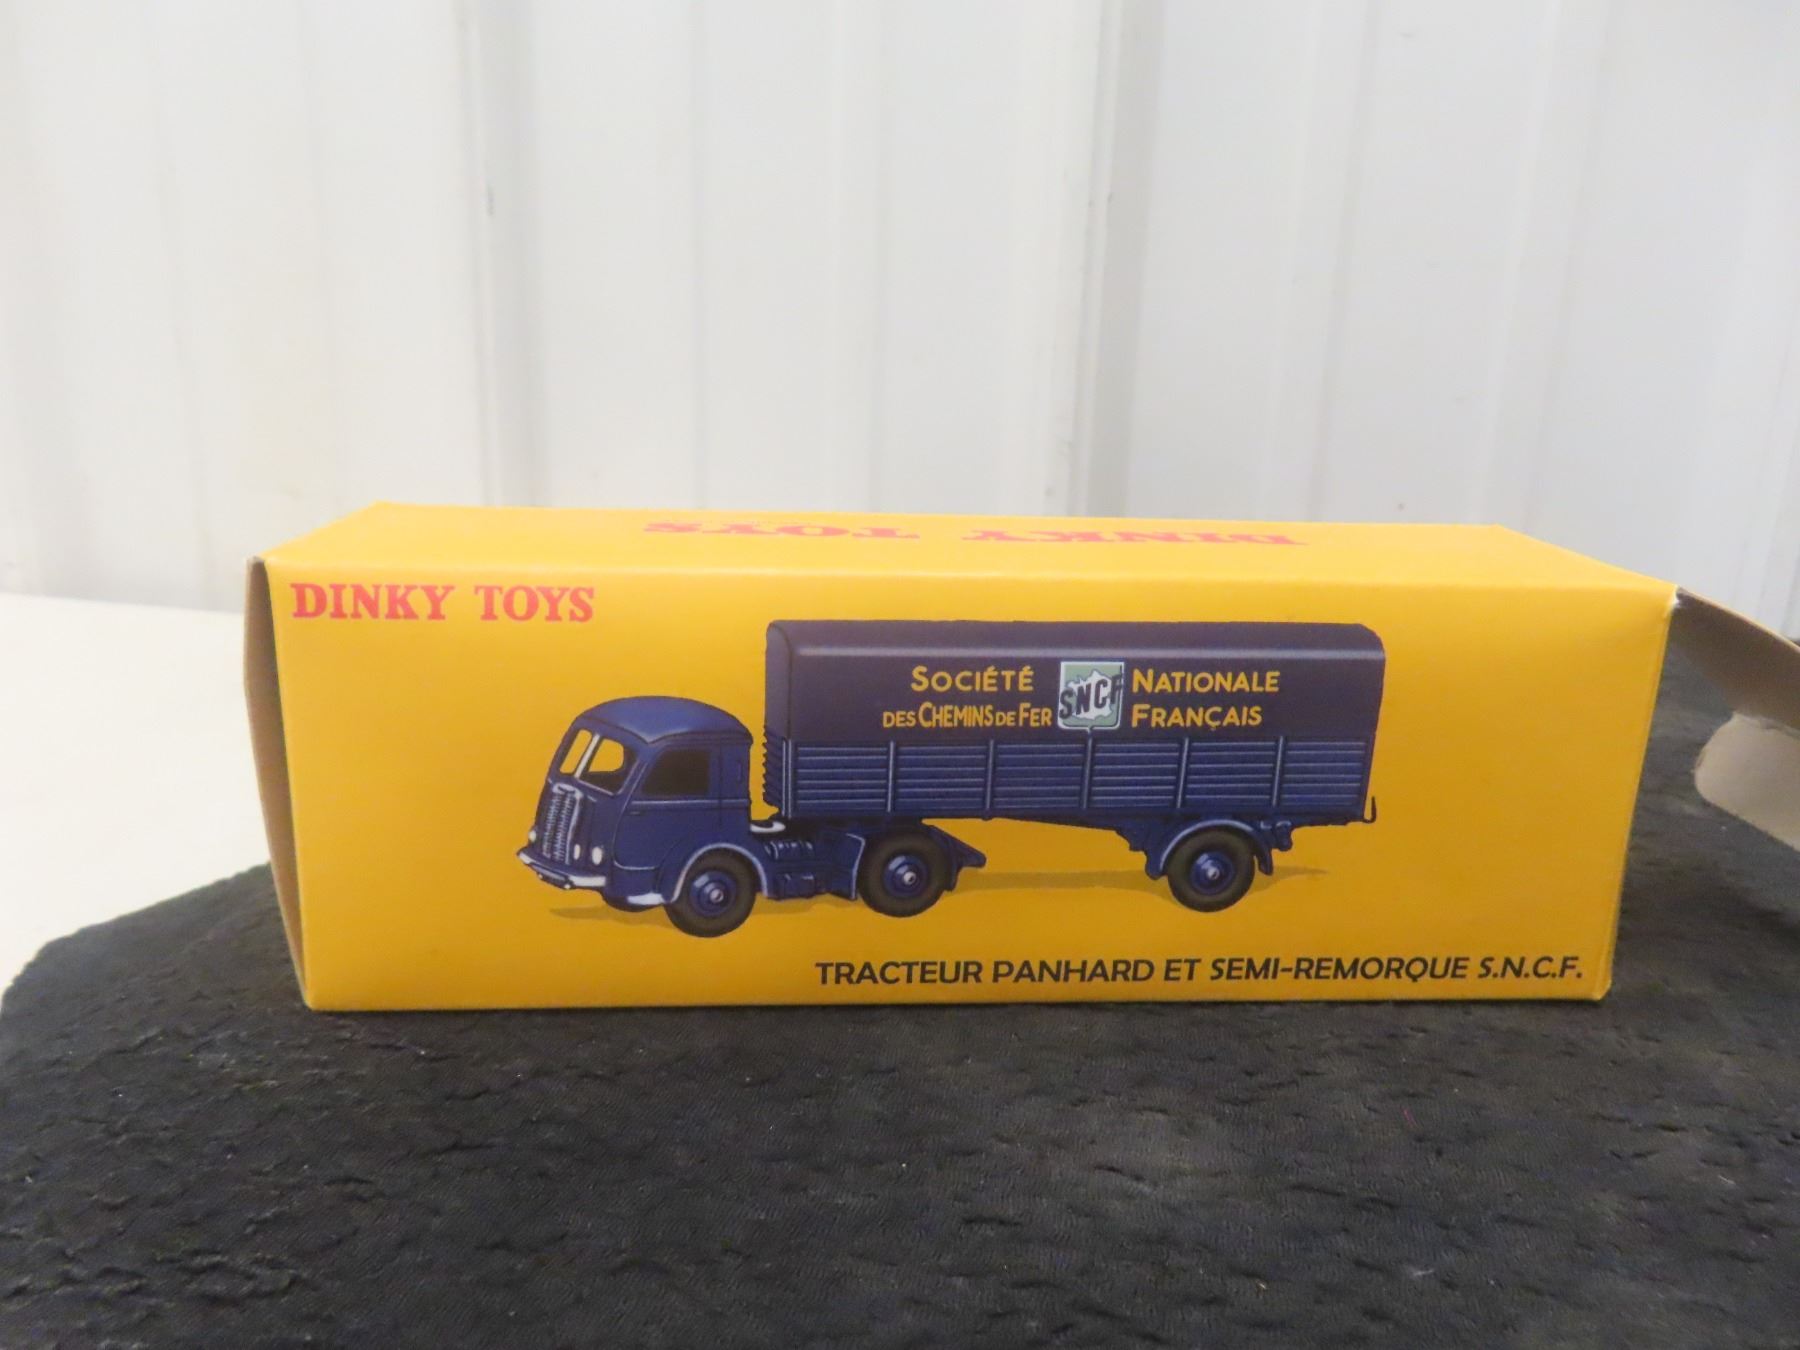 DINKY TOYS
DINKY TOYS
SOCIÉTÉ SNCF NATIONALE
DES CHEMINS DE FER FRANÇAIS
TRACTEUR PANHARD ET SEMI-REMORQUE S.N.C.F.